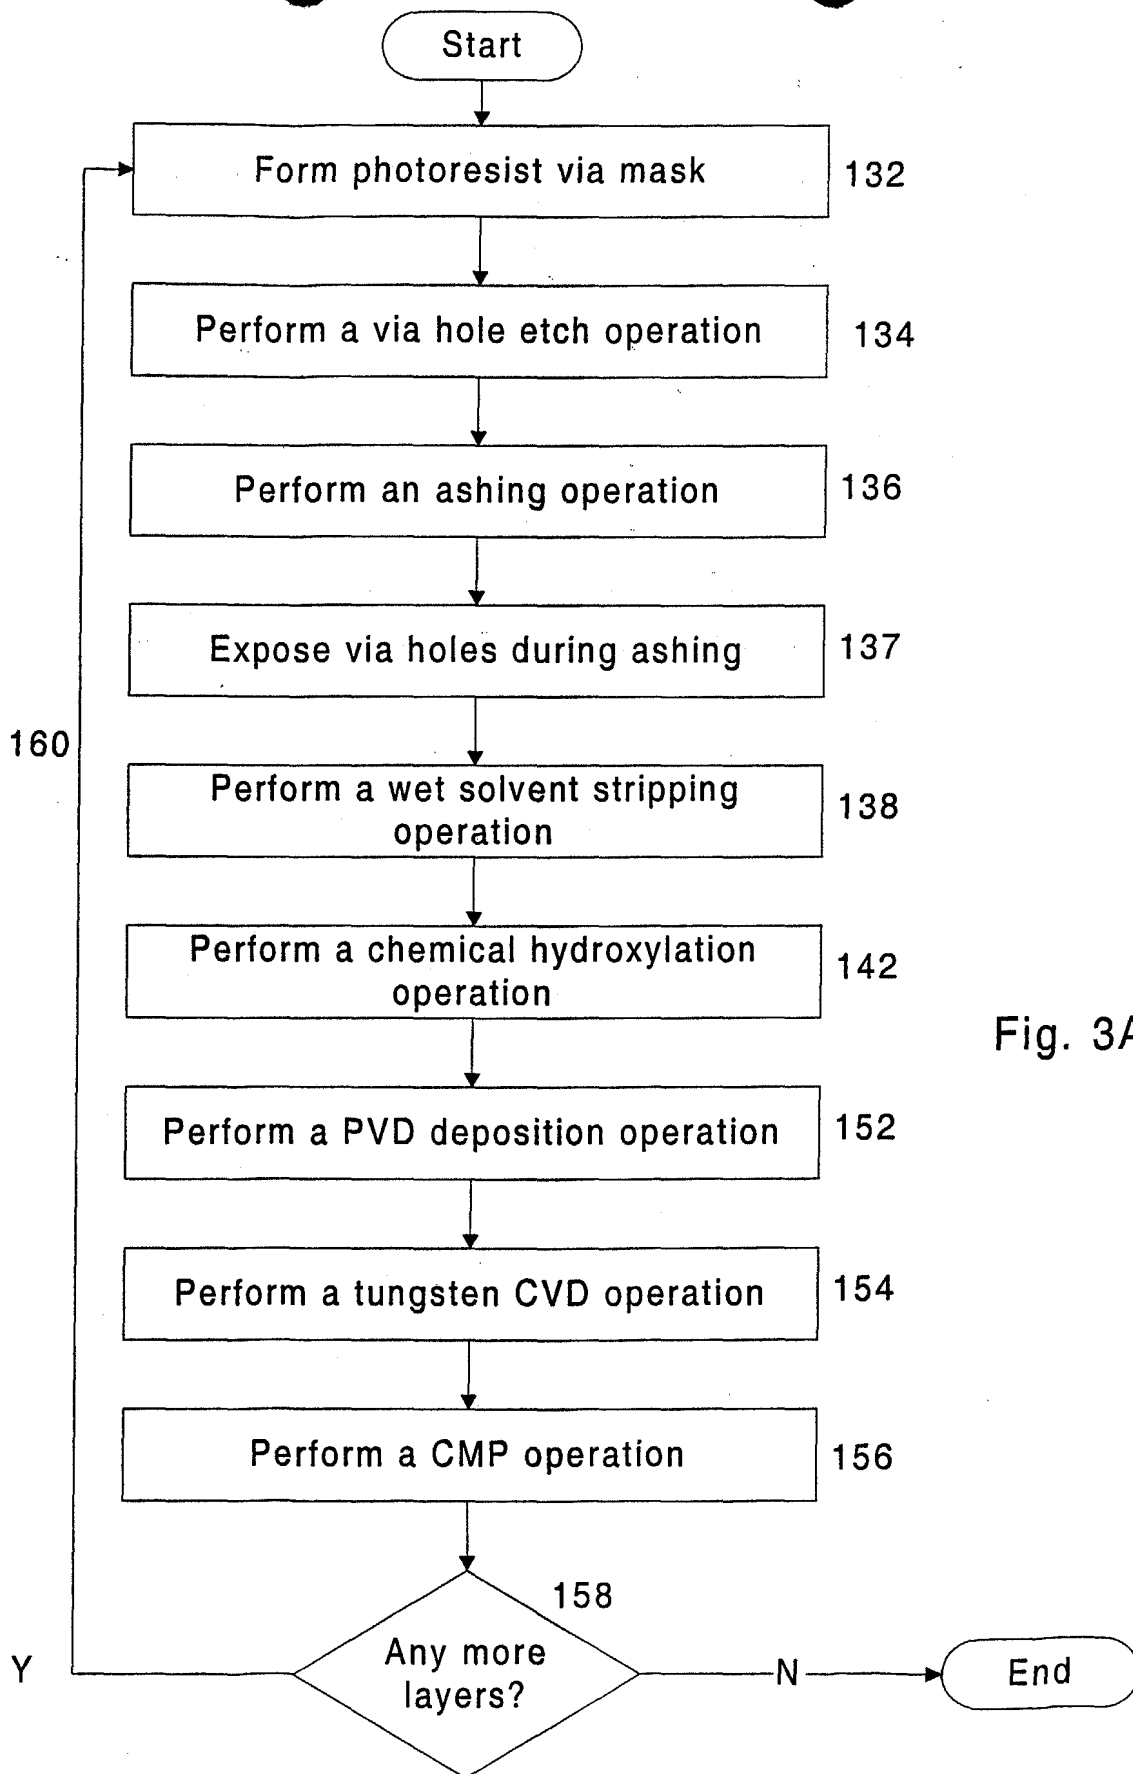 Start
Form photoresist via mask
132
Perform a via hole etch operation
134
Perform an ashing operation
136
Expose via holes during ashing
137
160
Perform a wet solvent stripping
operation
138
Perform a chemical hydroxylation
operation
142
Fig. 3A
Perform a PVD deposition operation
152
Perform a tungsten CVD operation
154
Perform a CMP operation
156
158
Any more
layers?
Y
N
End